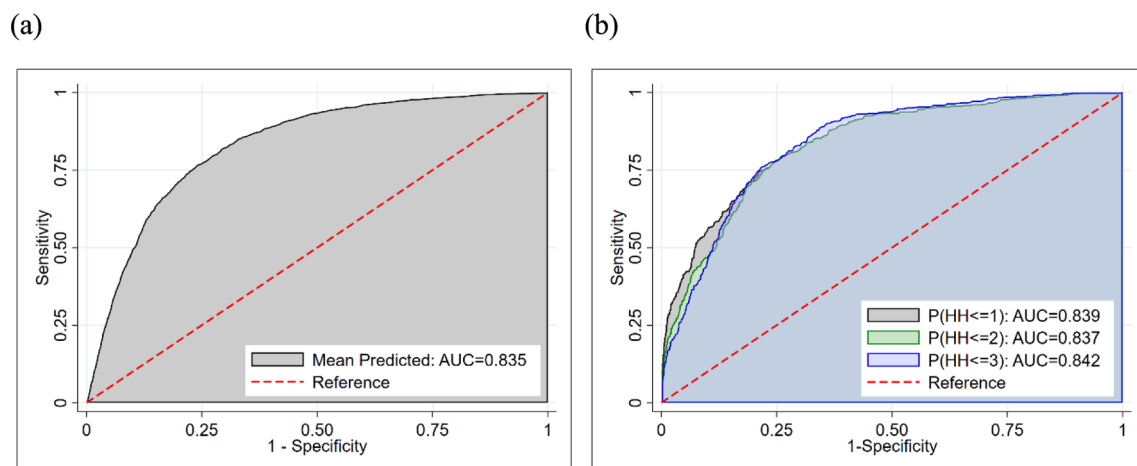 (a)
(b)
Sensitivity
1
0.75
0.50
0.25
0
Mean Predicted: AUC=0.835
Reference
0 0.25 0.50 0.75 1
1 - Specificity
Sensitivity
1
0.75
0.50
0.25
0
P(HH<=1): AUC=0.839
P(HH<=2): AUC=0.837
P(HH<=3): AUC=0.842
Reference
0 0.25 0.50 0.75 1
1-Specificity